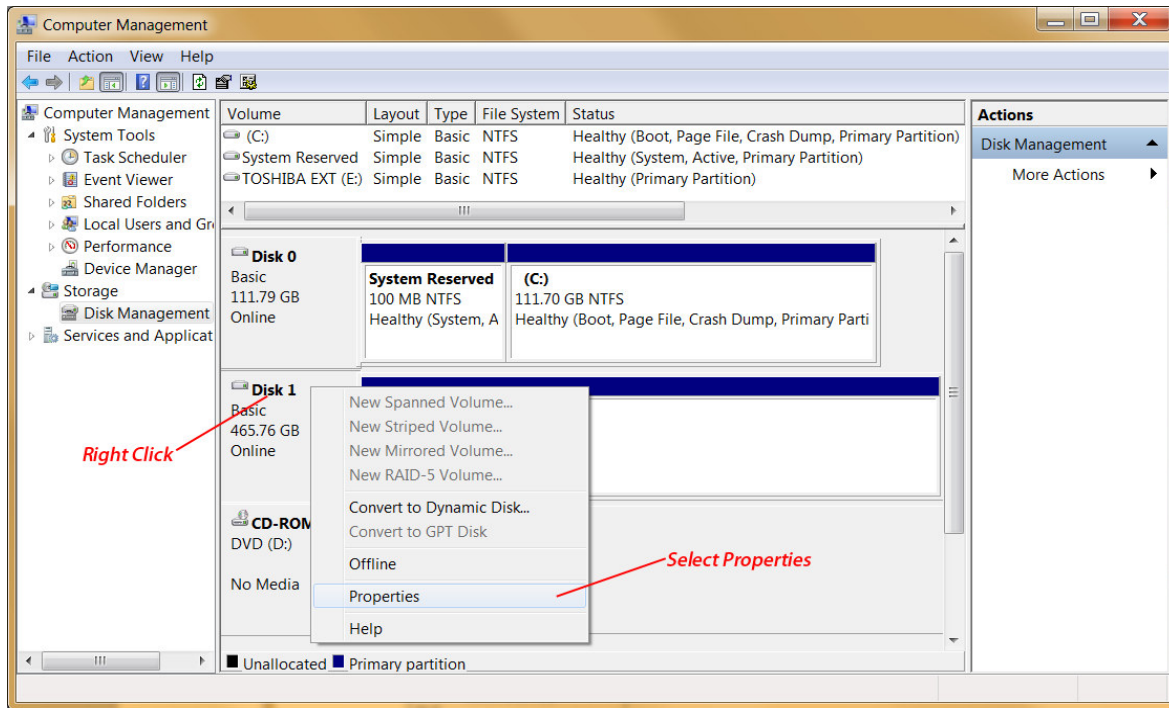 Computer Management
File Action View Help
Computer Management
System Tools
Task Scheduler
Event Viewer
Shared Folders
Local Users and Gr
Performance
Device Manager
Storage
Disk Management
Services and Applicat
Volume Layout Type File System Status
(C:) Simple Basic NTFS Healthy (Boot, Page File, Crash Dump, Primary Partition)
System Reserved Simple Basic NTFS Healthy (System, Active, Primary Partition)
TOSHIBA EXT (E:) Simple Basic NTFS Healthy (Primary Partition)
Disk 0
Basic
111.79 GB
Online
System Reserved
100 MB NTFS
Healthy (System, A
(C:)
111.70 GB NTFS
Healthy (Boot, Page File, Crash Dump, Primary Parti
Disk 1
Basic
465.76 GB
Online
Right Click
New Spanned Volume...
New Striped Volume...
New Mirrored Volume...
New RAID-5 Volume...
Convert to Dynamic Disk...
Convert to GPT Disk
Offline
Properties
Help
Select Properties
CD-ROM
DVD (D:)
No Media
Unallocated Primary partition
Actions
Disk Management
More Actions